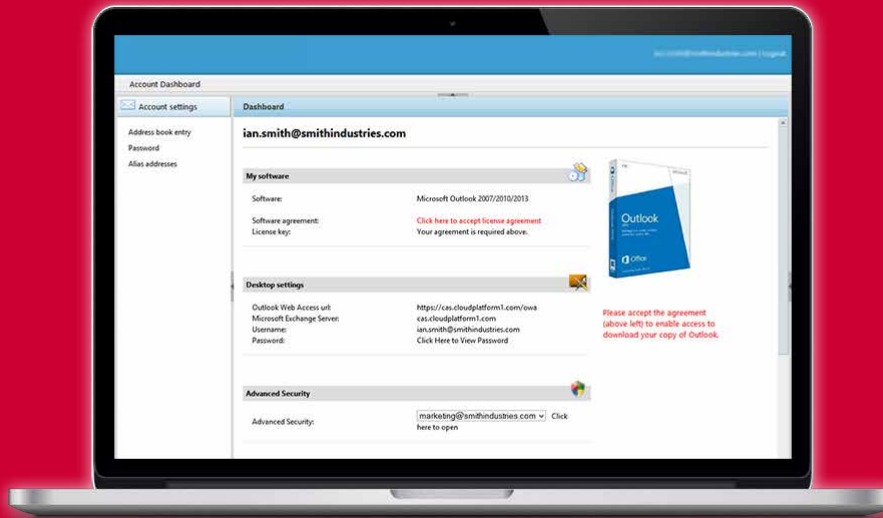 Account Dashboard
Account settings
Dashboard
Address book entry
Password
Alias addresses
ian.smith@smithindustries.com
My software
Software:
Microsoft Outlook 2007/2010/2013
Software agreement:
Click here to accept license agreement
License key:
Your agreement is required above.
Outlook
Office
Desktop settings
Outlook Web Access url:
https://cas.cloudplatform1.com/owa
Microsoft Exchange Server:
cas.cloudplatform1.com
Username:
ian.smith@smithindustries.com
Password:
Click Here to View Password
Please accept the agreement
(above left) to enable access to
download your copy of Outlook.
Advanced Security
Advanced Security:
marketing@smithindustries.com Click
here to open